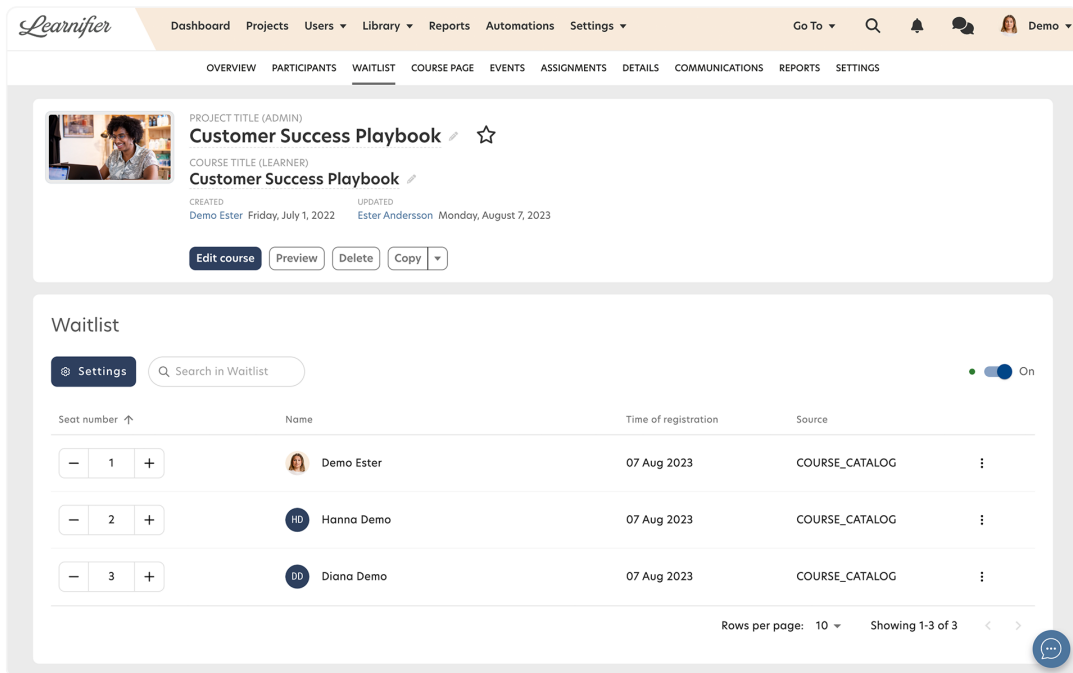 Learnifier
Dashboard Projects Users Library Reports Automations Settings Go To Demo
OVERVIEW PARTICIPANTS WAITLIST COURSE PAGE EVENTS ASSIGNMENTS DETAILS COMMUNICATIONS REPORTS SETTINGS
PROJECT TITLE (ADMIN)
Customer Success Playbook
COURSE TITLE (LEARNER)
Customer Success Playbook
CREATED UPDATED
Demo Ester Friday, July 1, 2022 Ester Andersson Monday, August 7, 2023
Edit course Preview Delete Copy
Waitlist
Settings Search in Waitlist On
Seat number Name Time of registration Source
1 Demo Ester 07 Aug 2023 COURSE_CATALOG
2 HD Hanna Demo 07 Aug 2023 COURSE_CATALOG
3 DD Diana Demo 07 Aug 2023 COURSE_CATALOG
Rows per page: 10 Showing 1-3 of 3